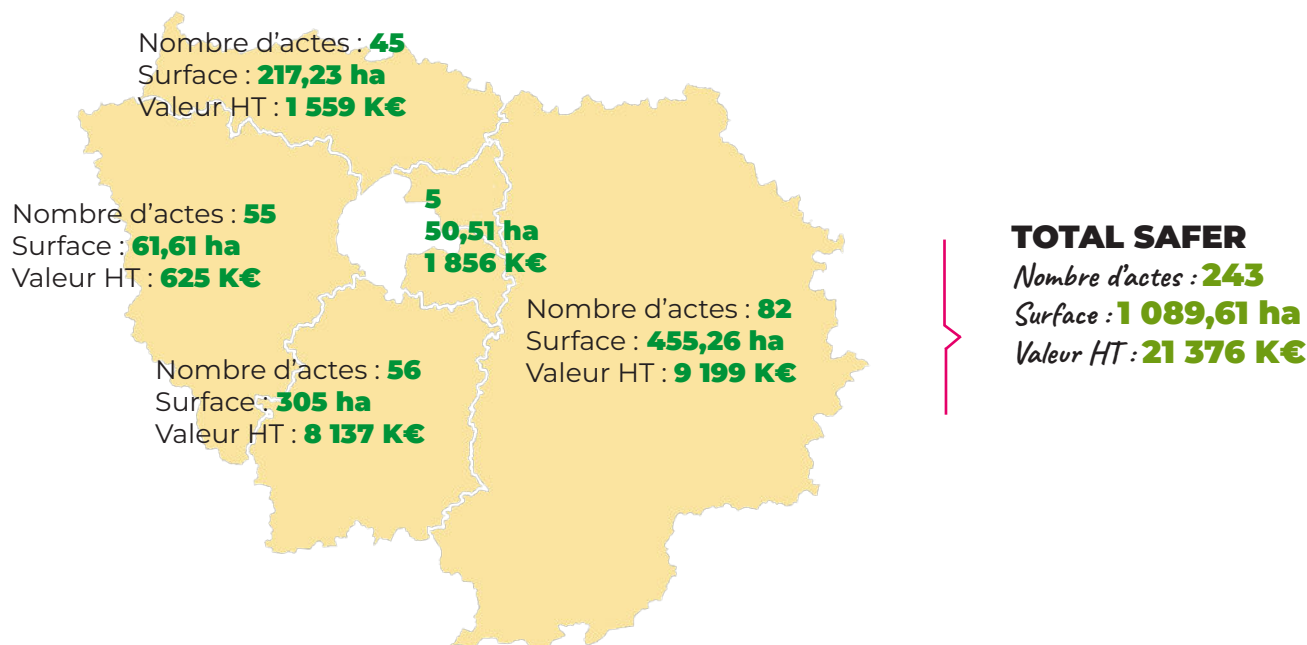 Nombre d'actes : 45
Surface : 217,23 ha
Valeur HT : 1 559 K€
Nombre d'actes : 55
Surface : 61,61 ha
Valeur HT : 625 K€
5
50,51 ha
1 856 K€
Nombre d'actes : 82
Surface : 455,26 ha
Valeur HT : 9 199 K€
Nombre d'actes : 56
Surface : 305 ha
Valeur HT : 8 137 K€
TOTAL SAFER
Nombre d'actes : 243
Surface : 1 089,61 ha
Valeur HT : 21 376 K€